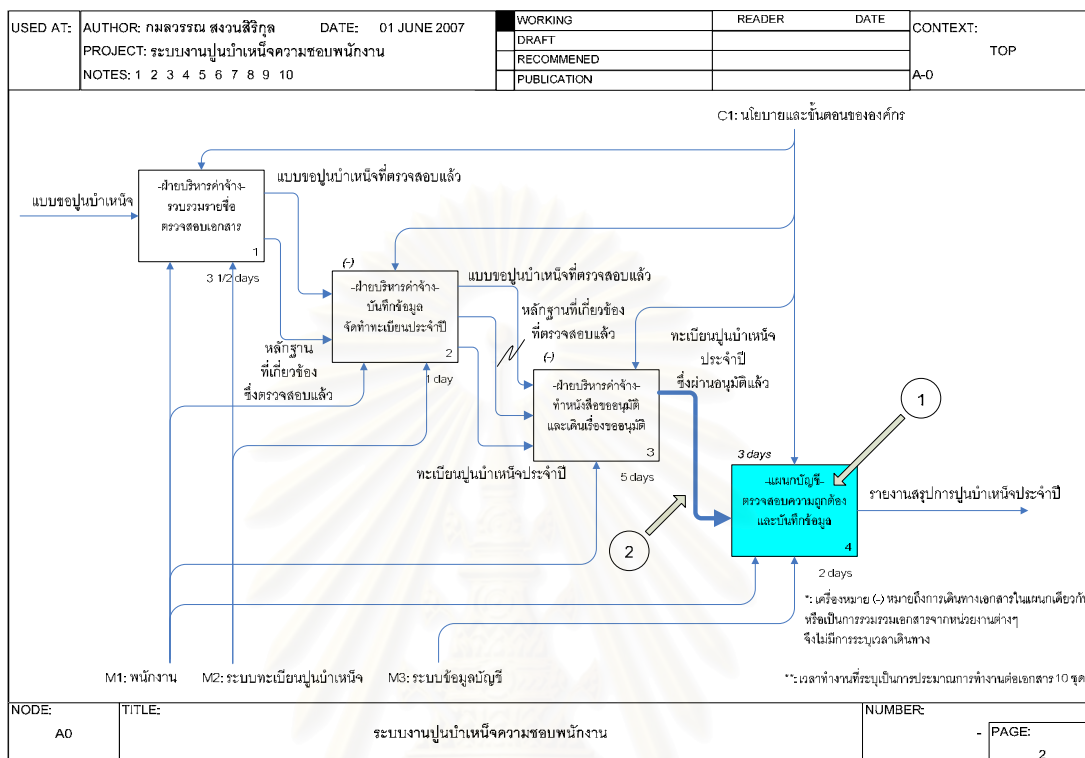 USED AT:
AUTHOR: กมลวรรณ สงวนสิริกุล DATE: 01 JUNE 2007
PROJECT: ระบบงานปูนบำเหน็จความชอบพนักงาน
NOTES: 1 2 3 4 5 6 7 8 9 10
WORKING
DRAFT
RECOMMENED
PUBLICATION
READER DATE
CONTEXT:
TOP
A-0
C1: นโยบายและขั้นตอนขององค์กร
แบบขอปูนบำเหน็จ
-ฝ่ายบริหารค่าจ้าง-
รวบรวมรายชื่อ
ตรวจสอบเอกสาร
1
3 1/2 days
แบบขอปูนบำเหน็จที่ตรวจสอบแล้ว
หลักฐาน
ที่เกี่ยวข้อง
ซึ่งตรวจสอบแล้ว
(-)
-ฝ่ายบริหารค่าจ้าง-
บันทึกข้อมูล
จัดทำทะเบียนประจำปี
2
1 day
แบบขอปูนบำเหน็จที่ตรวจสอบแล้ว
หลักฐานที่เกี่ยวข้อง
ที่ตรวจสอบแล้ว
ทะเบียนปูนบำเหน็จประจำปี
(-)
-ฝ่ายบริหารค่าจ้าง-
ทำหนังสือขออนุมัติ
และเดินเรื่องขออนุมัติ
3
5 days
ทะเบียนปูนบำเหน็จ
ประจำปี
ซึ่งผ่านอนุมัติแล้ว
1
2
3 days
-แผนกบัญชี-
ตรวจสอบความถูกต้อง
และบันทึกข้อมูล
4
2 days
รายงานสรุปการปูนบำเหน็จประจำปี
*: เครื่องหมาย (-) หมายถึงการเดินทางเอกสารในแผนกเดียวกัน
หรือเป็นการรวมรวมเอกสารจากหน่วยงานต่างๆ
จึงไม่มีการระบุเวลาเดินทาง
**: เวลาทำงานที่ระบุเป็นการประมาณการทำงานต่อเอกสาร 10 ชุด
M1: พนักงาน
M2: ระบบทะเบียนปูนบำเหน็จ
M3: ระบบข้อมูลบัญชี
NODE:
A0
TITLE:
ระบบงานปูนบำเหน็จความชอบพนักงาน
NUMBER:
-
PAGE:
2